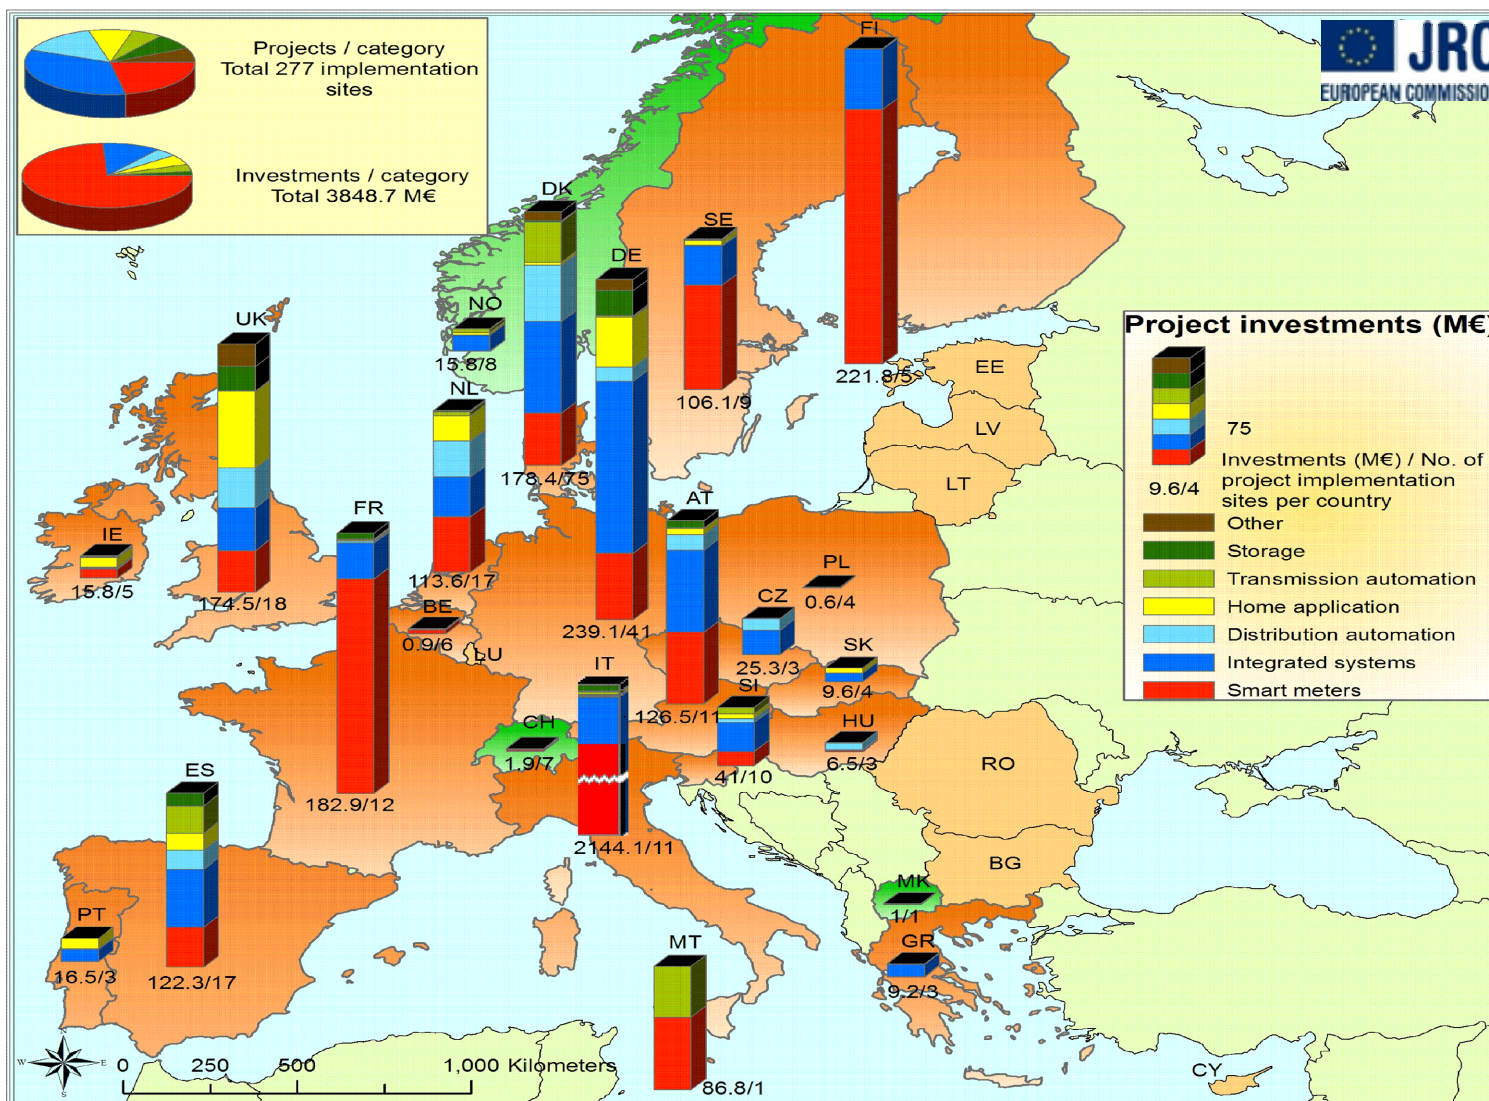 Projects / category
Total 277 implementation
sites
Investments / category
Total 3848.7 M€
JRC
EUROPEAN COMMISSIO
FI
221.8/5
SE
106.1/9
DK
178.4/75
DE
239.1/41
NO
15.8/8
UK
174.5/18
NL
113.6/17
IE
15.8/5
FR
182.9/12
BE
0.9/6
LU
AT
126.5/11
PL
0.6/4
CZ
25.3/3
SK
9.6/4
SI
41/10
HU
6.5/3
IT
2144.1/11
CH
1.9/7
ES
122.3/17
PT
16.5/3
MT
86.8/1
MK
1/1
GR
9.2/3
EE
LV
LT
RO
BG
CY
Project investments (M€)
75
Investments (M€) / No. of
project implementation
sites per country
9.6/4
Other
Storage
Transmission automation
Home application
Distribution automation
Integrated systems
Smart meters
N
W
E
S
0 250 500 1,000 Kilometers